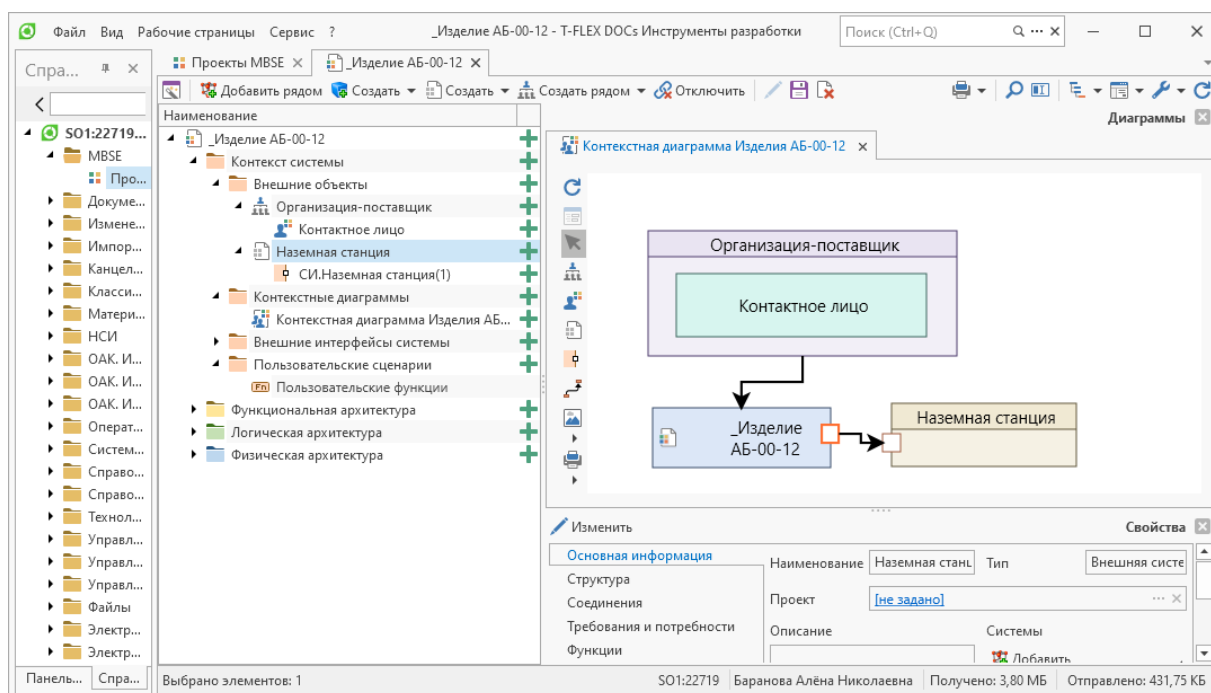 Файл Вид Рабочие страницы Сервис ? _Изделие АБ-00-12 - T-FLEX DOCs Инструменты разработки Поиск (Ctrl+Q)
Спра...
SO1:22719...
MBSE
Про...
Докуме...
Измене...
Импор...
Канцел...
Класси...
Матери...
НСИ
ОАК. И...
ОАК. И...
ОАК. И...
Операт...
Систем...
Справо...
Справо...
Технол...
Управл...
Управл...
Управл...
Файлы
Электр...
Электр...
Панель... Спра...
Проекты MBSE _Изделие АБ-00-12
Добавить рядом Создать Создать Создать рядом Отключить
Наименование
_Изделие АБ-00-12
Контекст системы
Внешние объекты
Организация-поставщик
Контактное лицо
Наземная станция
СИ.Наземная станция(1)
Контекстные диаграммы
Контекстная диаграмма Изделия АБ...
Внешние интерфейсы системы
Пользовательские сценарии
Fn Пользовательские функции
Функциональная архитектура
Логическая архитектура
Физическая архитектура
Диаграммы
Контекстная диаграмма Изделия АБ-00-12
Организация-поставщик
Контактное лицо
_Изделие
АБ-00-12
Наземная станция
Изменить Свойства
Основная информация
Структура
Соединения
Требования и потребности
Функции
Наименование Наземная станц Тип Внешняя систе
Проект [не задано]
Описание Системы
Добавить
Выбрано элементов: 1 SO1:22719 Баранова Алёна Николаевна Получено: 3,80 МБ Отправлено: 431,75 КБ